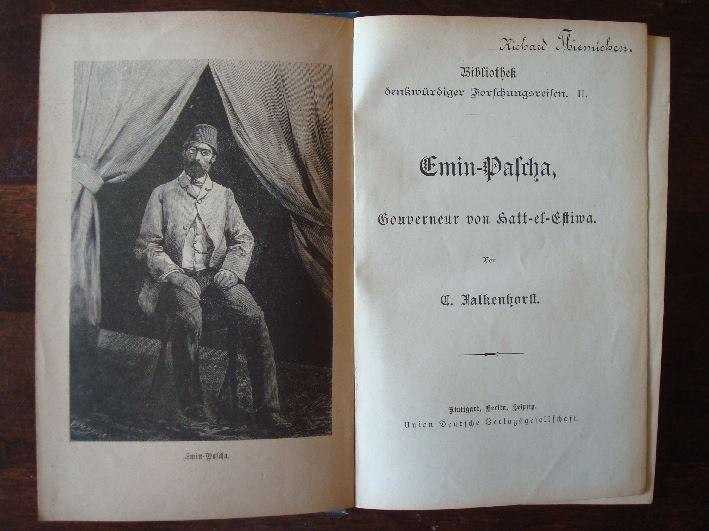 Emin-Pascha.
Richard Thiemichen.
Bibliothek
denkwürdiger Forschungsreisen. II.
Emin-Pascha,
Gouverneur von Hatt-el-Estiwa.
Von
C. Falkenhorst.
Stuttgart, Berlin, Leipzig.
Union Deutsche Verlagsgesellschaft.